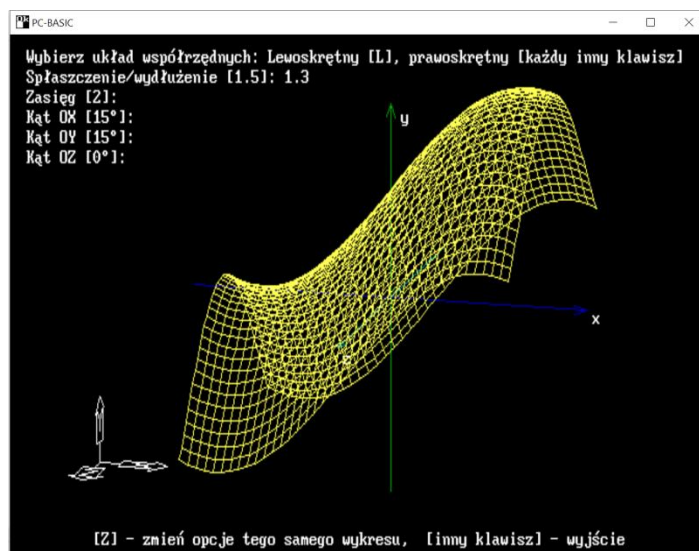 PC-BASIC
Wybierz układ współrzędnych: Lewoskrętny [L], prawoskrętny [każdy inny klawisz]
Spłaszczenie/wydłużenie [1.5]: 1.3
Zasięg [2]:
Kąt OX [15°]:
Kąt OY [15°]:
Kąt OZ [0°]:
y
x
z
[Z] - zmień opcje tego samego wykresu, [inny klawisz] - wyjście